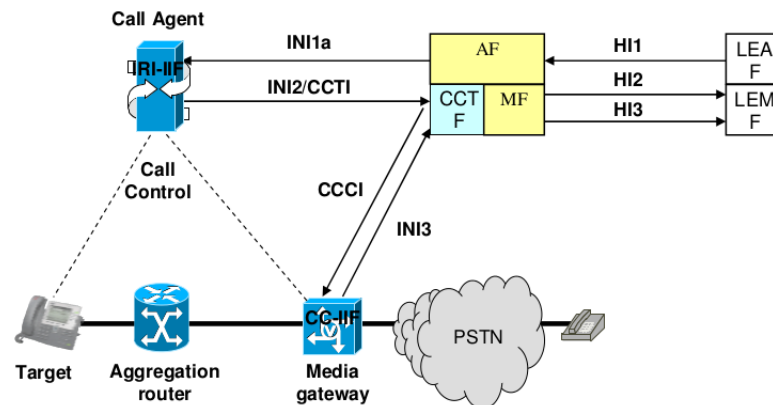 Call Agent
INI1a
AF
HI1
LEA
F
IRI-IIF
INI2/CCTI
CCT
F
MF
HI2
HI3
LEM
F
Call
Control
CCCI
INI3
CC-IIF
PSTN
Target
Aggregation
router
Media
gateway